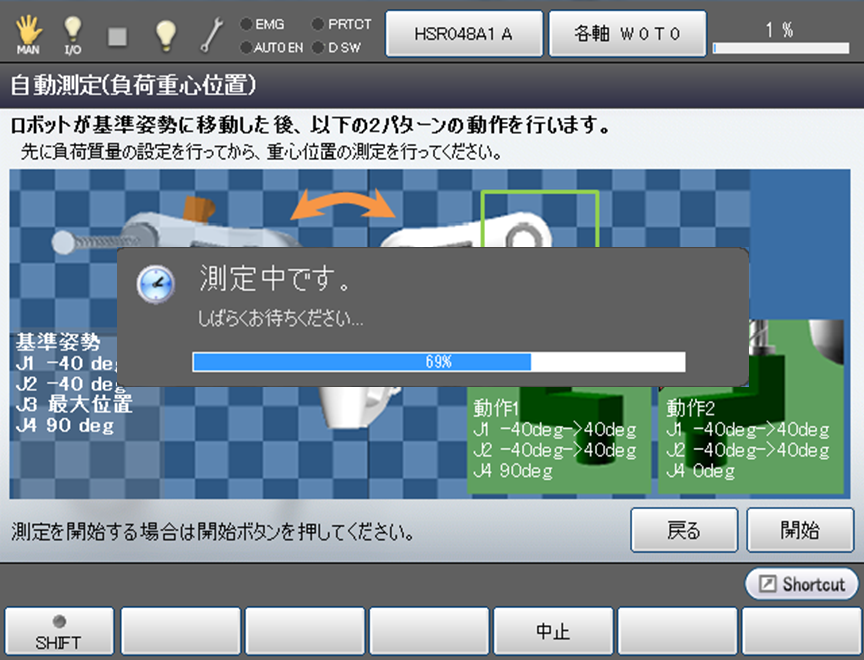 MAN
I/O
EMG
PRTCT
AUTO EN
D SW
HSR048A1 A
各軸 W0T0
1 %
自動測定(負荷重心位置)
ロボットが基準姿勢に移動した後、以下の2パターンの動作を行います。
先に負荷質量の設定を行ってから、重心位置の測定を行ってください。
測定中です。
しばらくお待ちください...
69%
基準姿勢
J1 -40 deg
J2 -40 deg
J3 最大位置
J4 90 deg
動作1
J1 -40deg->40deg
J2 -40deg->40deg
J4 90deg
動作2
J1 -40deg->40deg
J2 -40deg->40deg
J4 0deg
測定を開始する場合は開始ボタンを押してください。
戻る
開始
Shortcut
SHIFT
中止